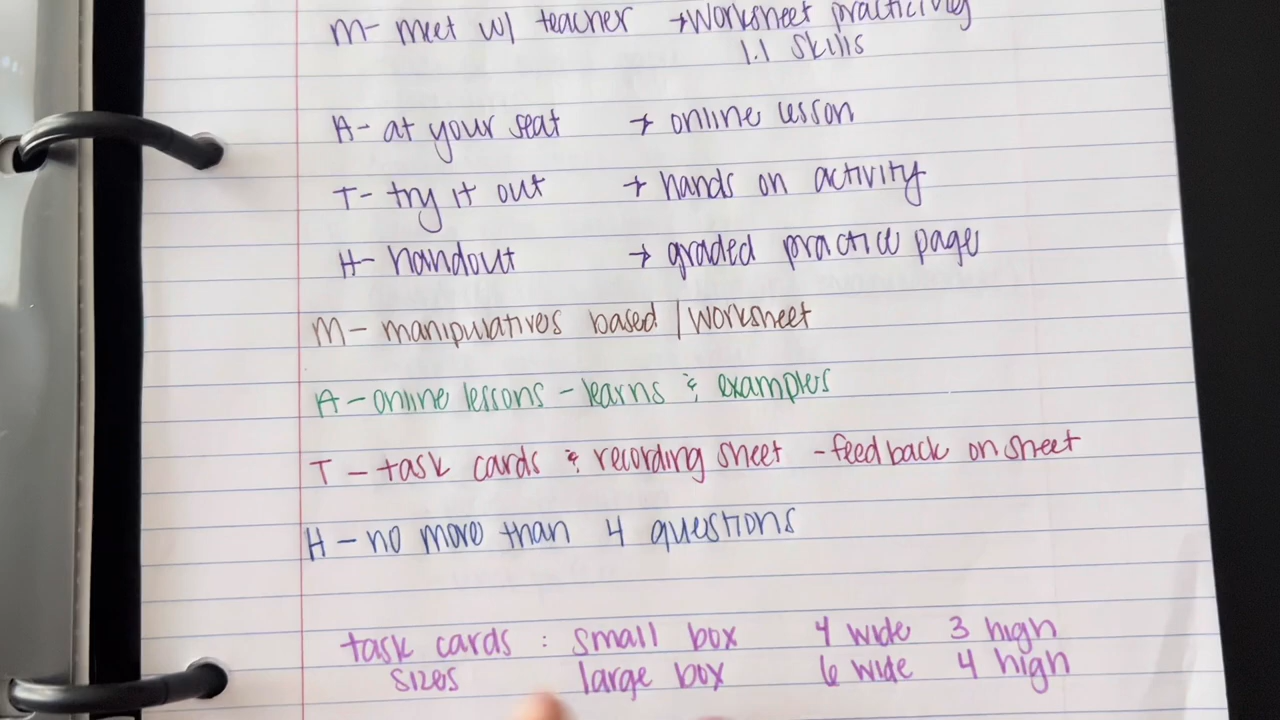 M- meet w/ teacher → Worksheet practicing
1.1 skills
A- at your seat → online lesson
T- try it out → hands on activity
H- handout → graded practice page
M- manipulatives based / worksheet
A- online lessons - learns & examples
T- task cards & recording sheet - feedback on sheet
H- no more than 4 questions
task cards : small box 4 wide 3 high
sizes large box 6 wide 4 high